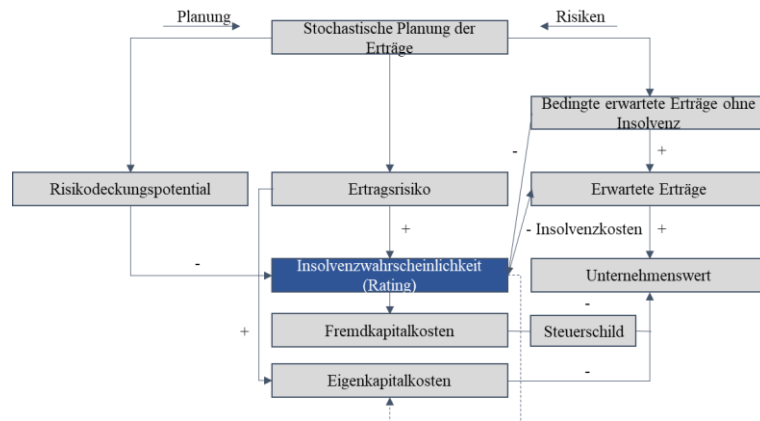 Planung
Risiken
Stochastische Planung der
Erträge
Bedingte erwartete Erträge ohne
Insolvenz
-
+
Risikodeckungspotential
Ertragsrisiko
Erwartete Erträge
+
- Insolvenzkosten
+
-
Insolvenzwahrscheinlichkeit
(Rating)
Unternehmenswert
-
+
Fremdkapitalkosten
Steuerschild
Eigenkapitalkosten
-